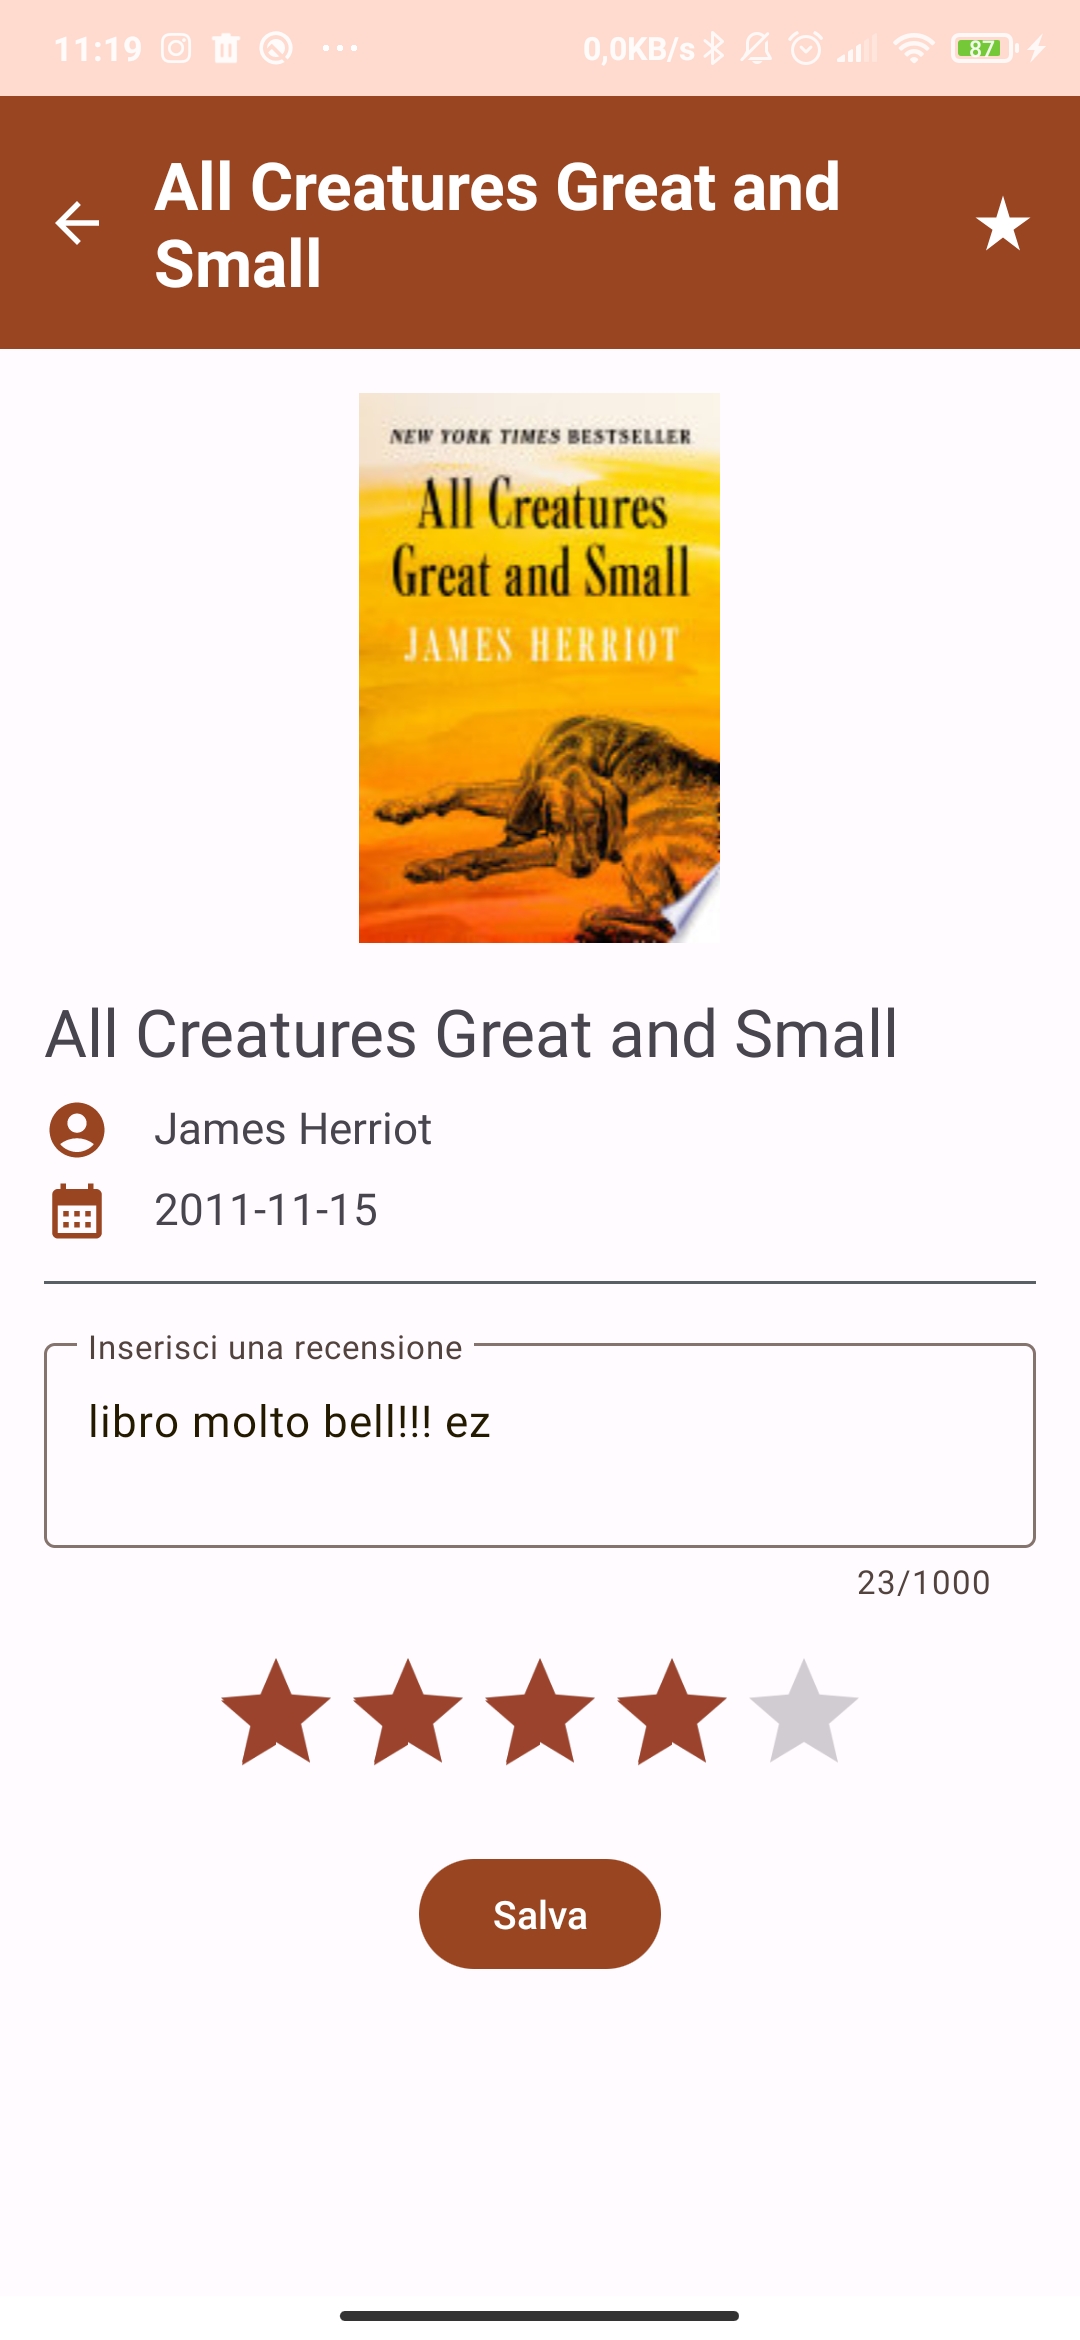 11:19 0,0KB/s 87
All Creatures Great and
Small
NEW YORK TIMES BESTSELLER
All Creatures
Great and Small
JAMES HERRIOT
All Creatures Great and Small
James Herriot
2011-11-15
Inserisci una recensione
libro molto bell!!! ez
23/1000
Salva